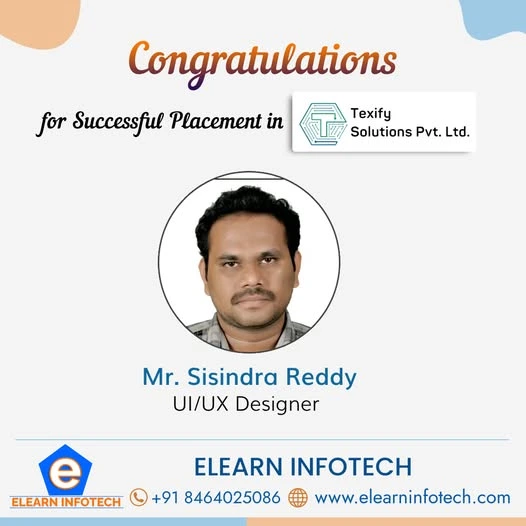 Congratulations
for Successful Placement in
T
Texify
Solutions Pvt. Ltd.
Mr. Sisindra Reddy
UI/UX Designer
e
ELEARN INFOTECH
ELEARN INFOTECH
+91 8464025086 www.elearninfotech.com